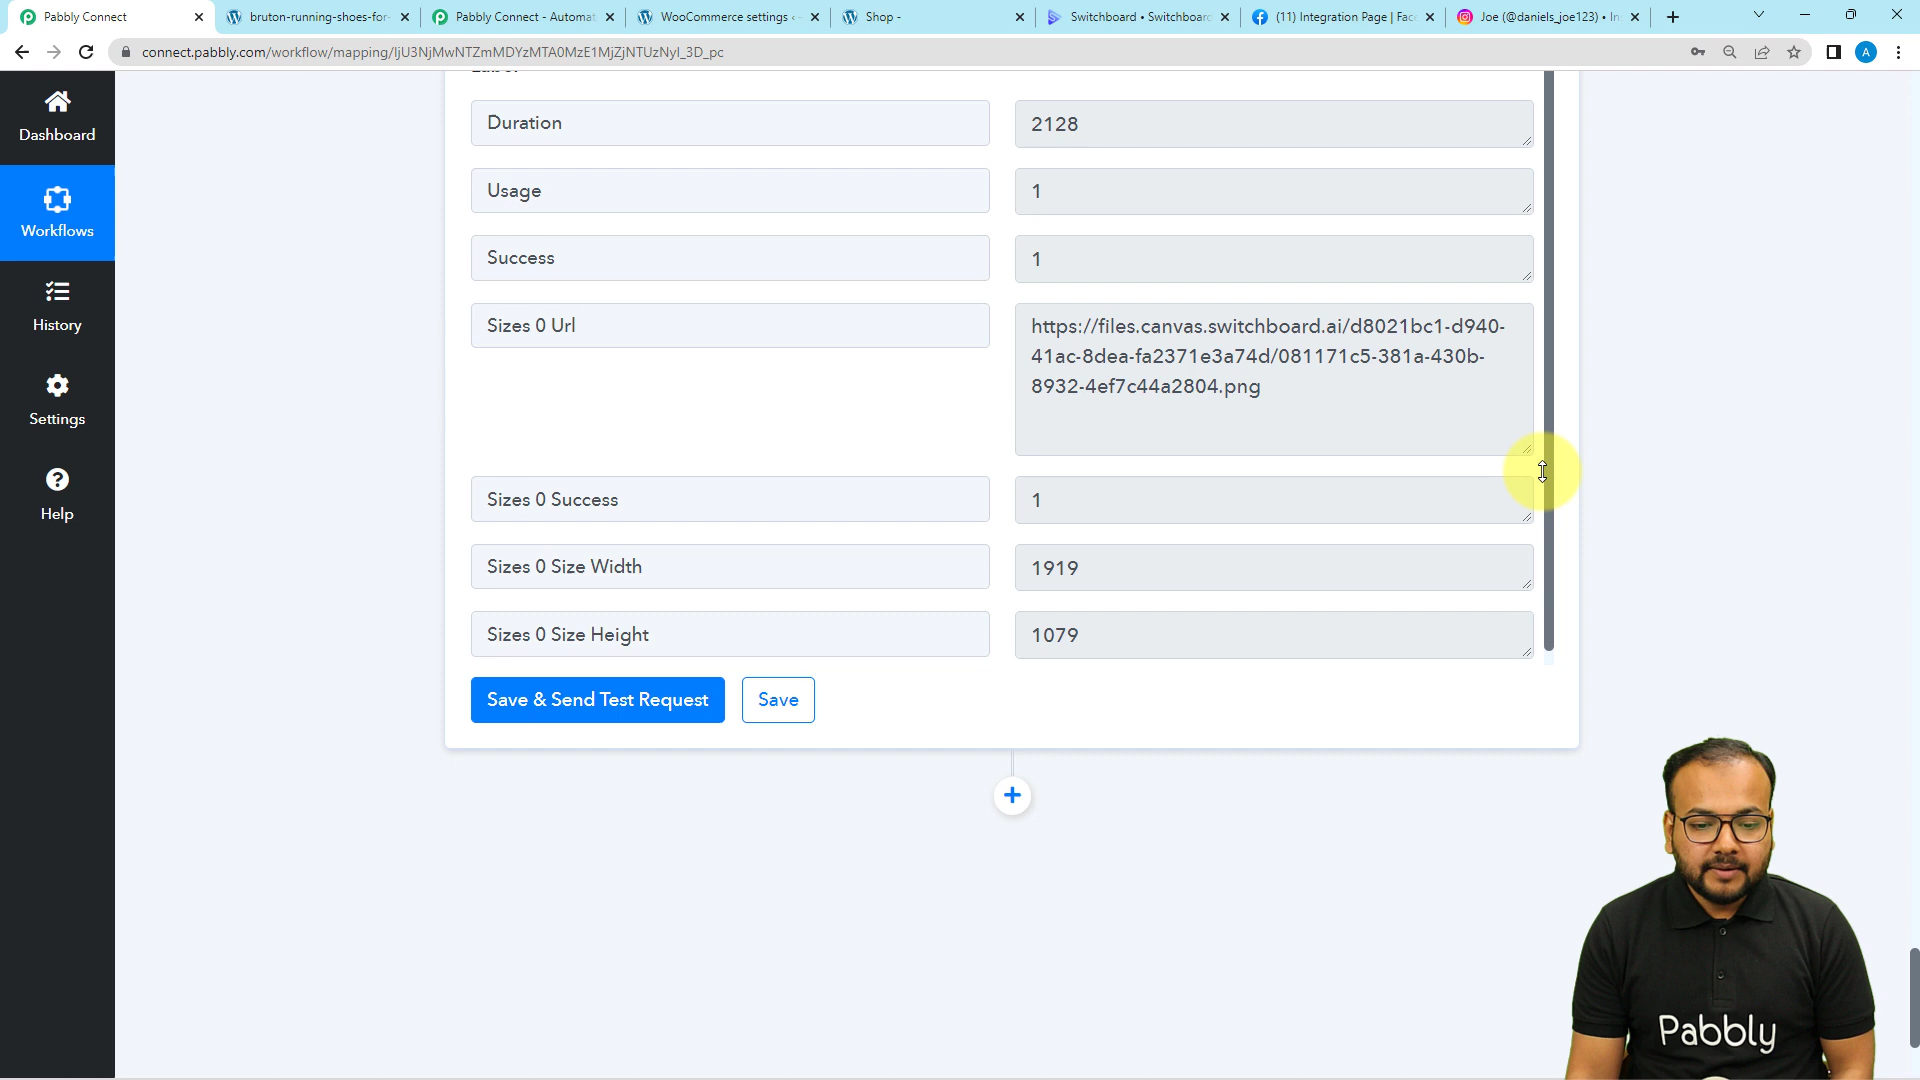 Pabbly Connect
bruton-running-shoes-for-
Pabbly Connect - Automat
WooCommerce settings ‹
Shop -
Switchboard • Switchboard
(11) Integration Page | Fac
Joe (@daniels_joe123) • In
connect.pabbly.com/workflow/mapping/IjU3NjMwNTZmMDYzMTA0MzE1MjZjNTUzNyI_3D_pc
A
Dashboard
Workflows
History
Settings
Help
Duration
2128
Usage
1
Success
1
Sizes 0 Url
https://files.canvas.switchboard.ai/d8021bc1-d940-
41ac-8dea-fa2371e3a74d/081171c5-381a-430b-
8932-4ef7c44a2804.png
Sizes 0 Success
1
Sizes 0 Size Width
1919
Sizes 0 Size Height
1079
Save & Send Test Request
Save
Pabbly